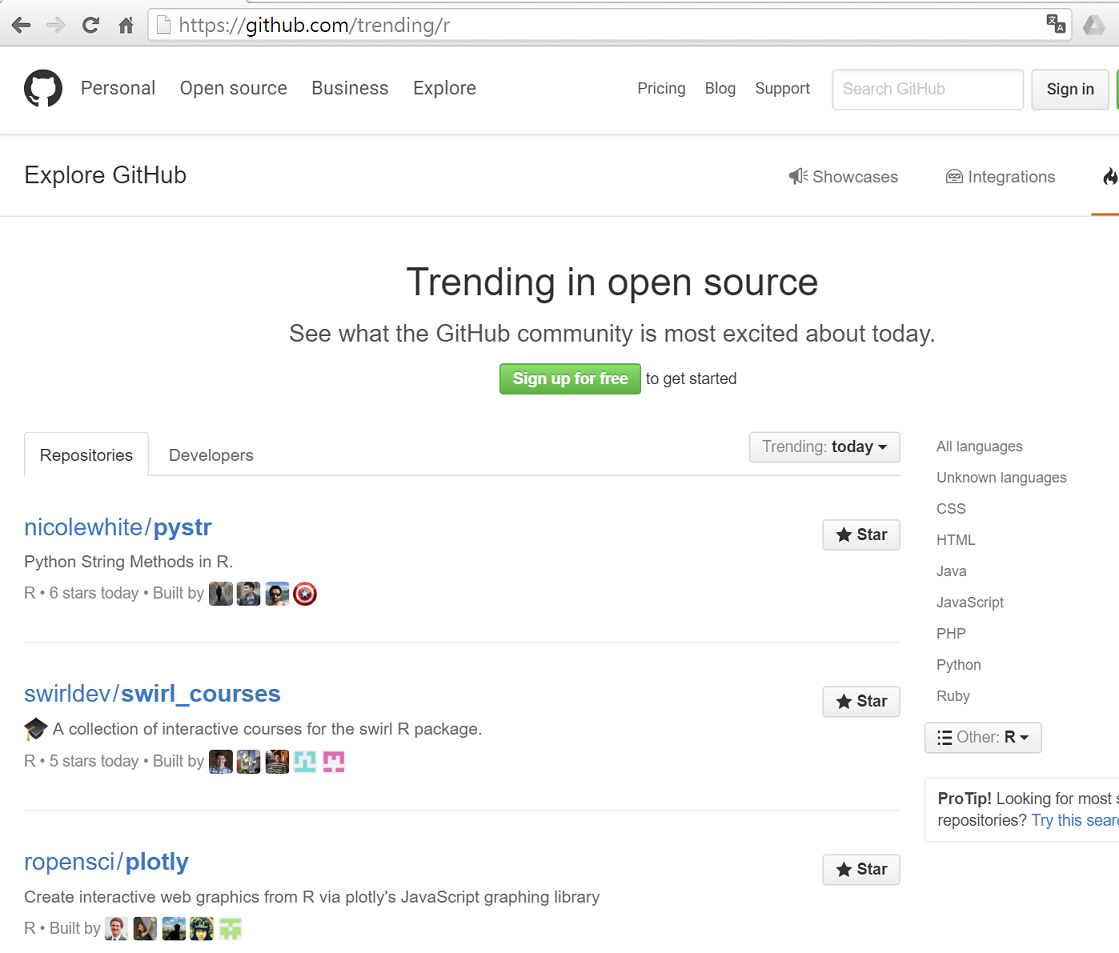 https://github.com/trending/r
Personal Open source Business Explore Pricing Blog Support Search GitHub Sign in
Explore GitHub Showcases Integrations
Trending in open source
See what the GitHub community is most excited about today.
Sign up for free to get started
Repositories Developers Trending: today
nicolewhite/pystr
Star
Python String Methods in R.
R • 6 stars today • Built by
swirldev/swirl_courses
Star
A collection of interactive courses for the swirl R package.
R • 5 stars today • Built by
ropensci/plotly
Star
Create interactive web graphics from R via plotly's JavaScript graphing library
R • Built by
All languages
Unknown languages
CSS
HTML
Java
JavaScript
PHP
Python
Ruby
Other: R
ProTip! Looking for most
repositories? Try this